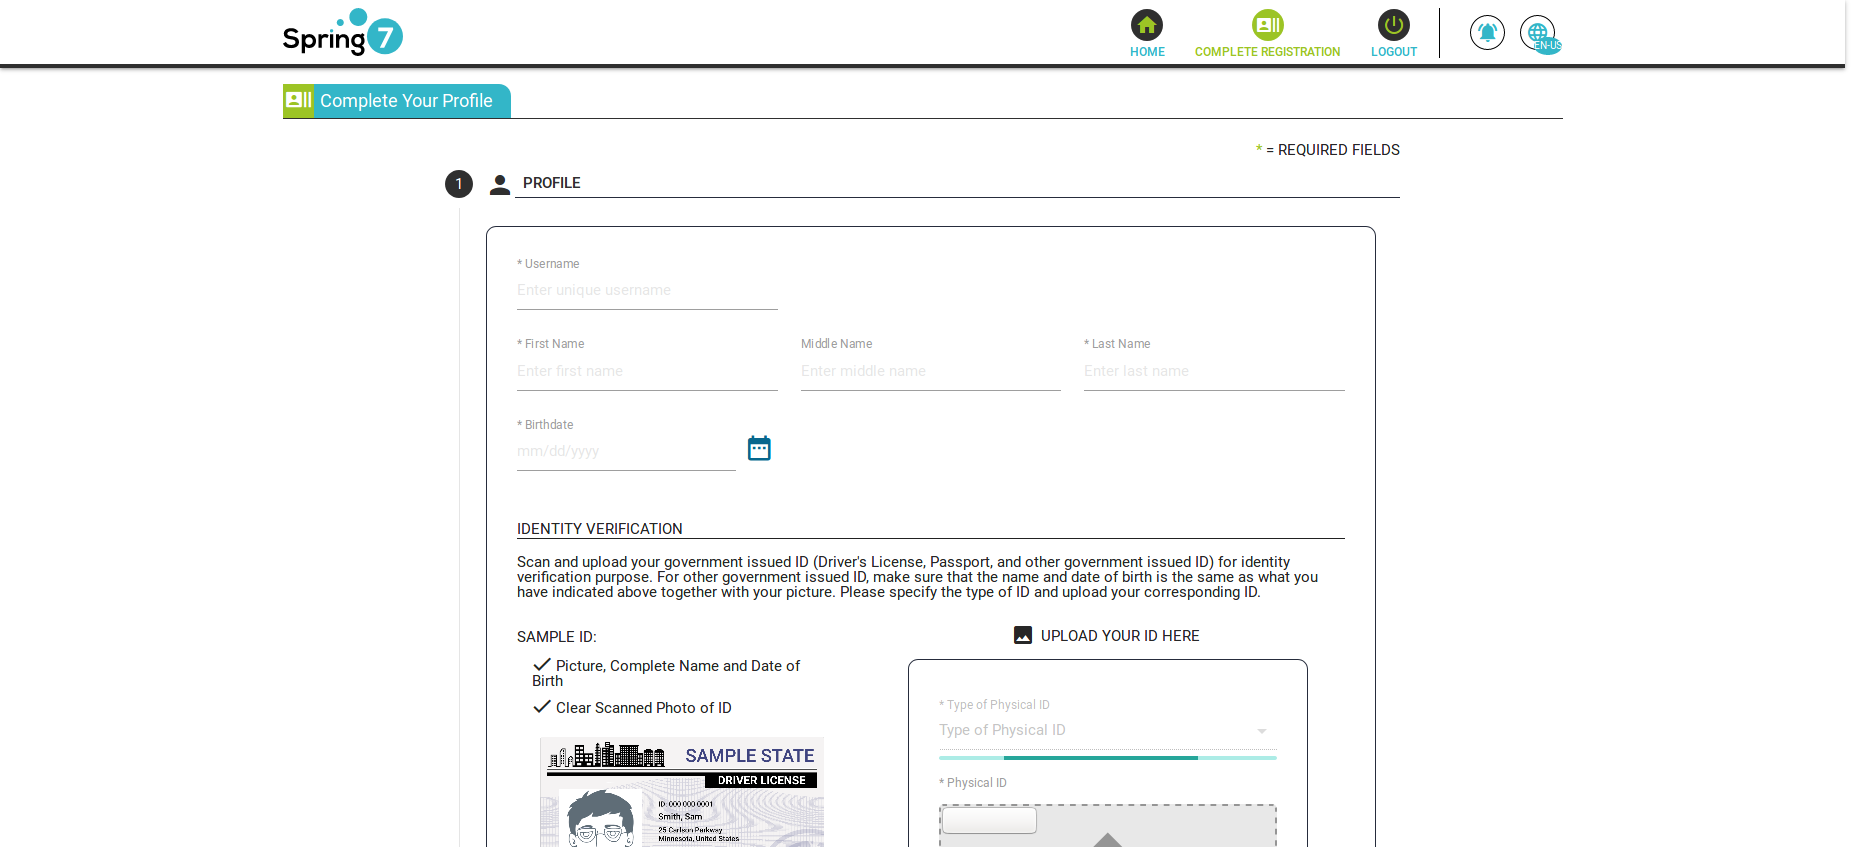 Spring 7
HOME
COMPLETE REGISTRATION
LOGOUT
EN-US
Complete Your Profile
* = REQUIRED FIELDS
1
PROFILE
* Username
Enter unique username
* First Name
Middle Name
* Last Name
Enter first name
Enter middle name
Enter last name
* Birthdate
mm/dd/yyyy
IDENTITY VERIFICATION
Scan and upload your government issued ID (Driver's License, Passport, and other government issued ID) for identity
verification purpose. For other government issued ID, make sure that the name and date of birth is the same as what you
have indicated above together with your picture. Please specify the type of ID and upload your corresponding ID.
SAMPLE ID:
Picture, Complete Name and Date of
Birth
Clear Scanned Photo of ID
SAMPLE STATE
DRIVER LICENSE
ID: 000 000 0001
Smith, Sam
25 Carlson Parkway
Minnesota, United States
UPLOAD YOUR ID HERE
* Type of Physical ID
Type of Physical ID
* Physical ID